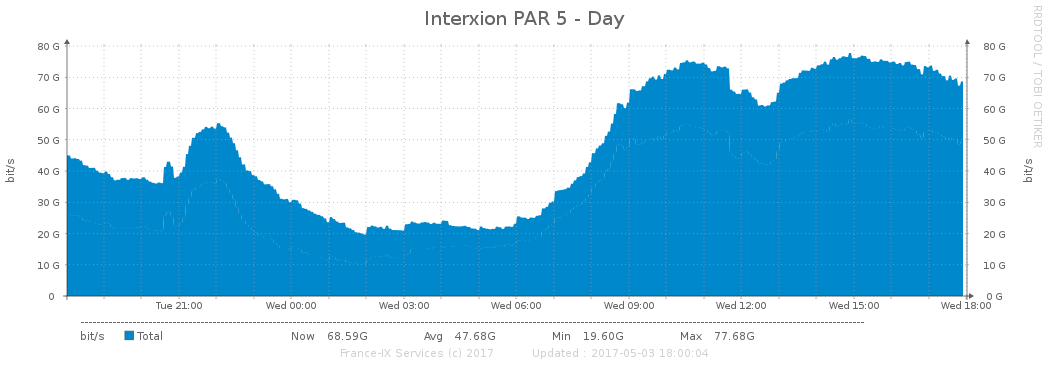 Interxion PAR 5 - Day
RRDTOOL / TOBI OETIKER
80 G 80 G
70 G 70 G
60 G 60 G
50 G 50 G
40 G 40 G
30 G 30 G
20 G 20 G
10 G 10 G
0 0 G
bit/s bit/s
Tue 21:00 Wed 00:00 Wed 03:00 Wed 06:00 Wed 09:00 Wed 12:00 Wed 15:00 Wed 18:00
bit/s Total Now 68.59G Avg 47.68G Min 19.60G Max 77.68G
France-IX Services (c) 2017 Updated : 2017-05-03 18:00:04